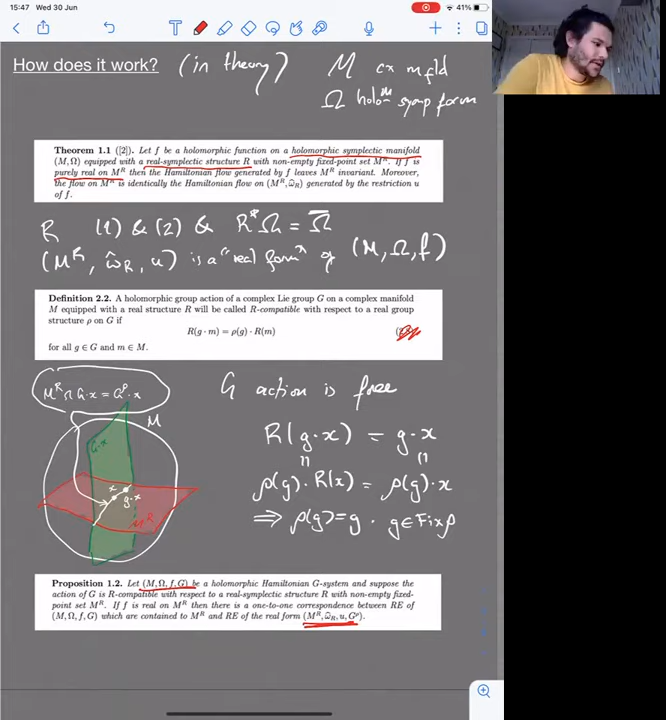 15:47 Wed 30 Jun
41%
How does it work? (in theory) M cx mfld
Ω holom symp form
Theorem 1.1 ([2]). Let f be a holomorphic function on a holomorphic symplectic manifold
(M, Ω) equipped with a real-symplectic structure R with non-empty fixed-point set M^R. If f is
purely real on M^R then the Hamiltonian flow generated by f leaves M^R invariant. Moreover,
the flow on M^R is identically the Hamiltonian flow on (M^R, ω̂_R) generated by the restriction u
of f.
R (1) & (2) & R*Ω = Ω̄
(M^R, ω̂_R, u) is a "real form" of (M, Ω, f)
Definition 2.2. A holomorphic group action of a complex Lie group G on a complex manifold
M equipped with a real structure R will be called R-compatible with respect to a real group
structure ρ on G if
R(g · m) = ρ(g) · R(m)
for all g ∈ G and m ∈ M.
M^R ∩ G·x = G^ρ·x
M
G·x
x
g·x
M^R
G action is free
R(g·x) = g·x
ρ(g)·R(x) = ρ(g)·x
⟹ ρ(g)=g · g∈Fixρ
Proposition 1.2. Let (M, Ω, f, G) be a holomorphic Hamiltonian G-system and suppose the
action of G is R-compatible with respect to a real-symplectic structure R with non-empty fixed-
point set M^R. If f is real on M^R then there is a one-to-one correspondence between RE of
(M, Ω, f, G) which are contained to M^R and RE of the real form (M^R, ω̂_R, u, G^ρ).